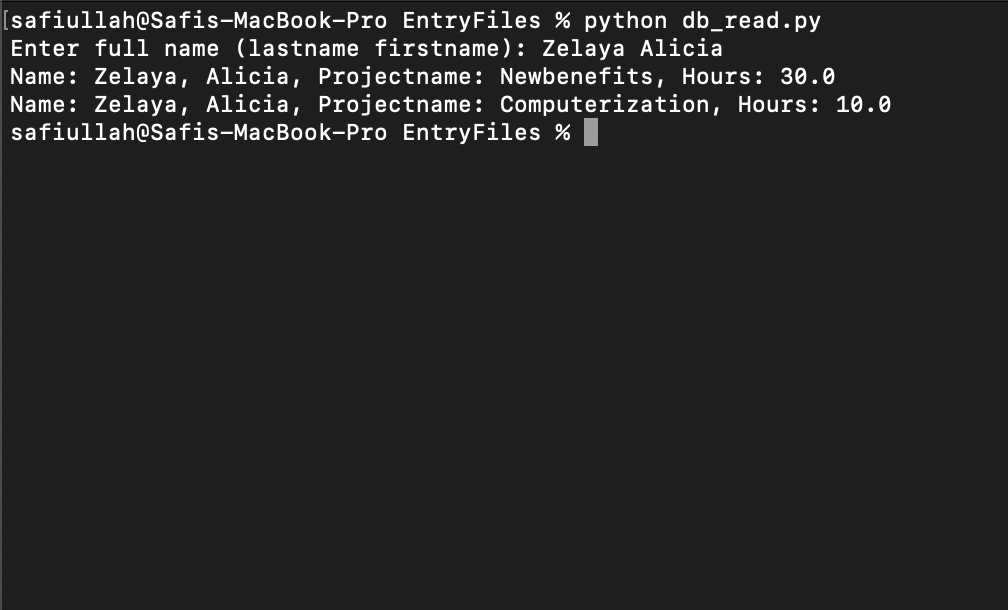 [safiullah@Safis-MacBook-Pro EntryFiles % python db_read.py
Enter full name (lastname firstname): Zelaya Alicia
Name: Zelaya, Alicia, Projectname: Newbenefits, Hours: 30.0
Name: Zelaya, Alicia, Projectname: Computerization, Hours: 10.0
safiullah@Safis-MacBook-Pro EntryFiles %